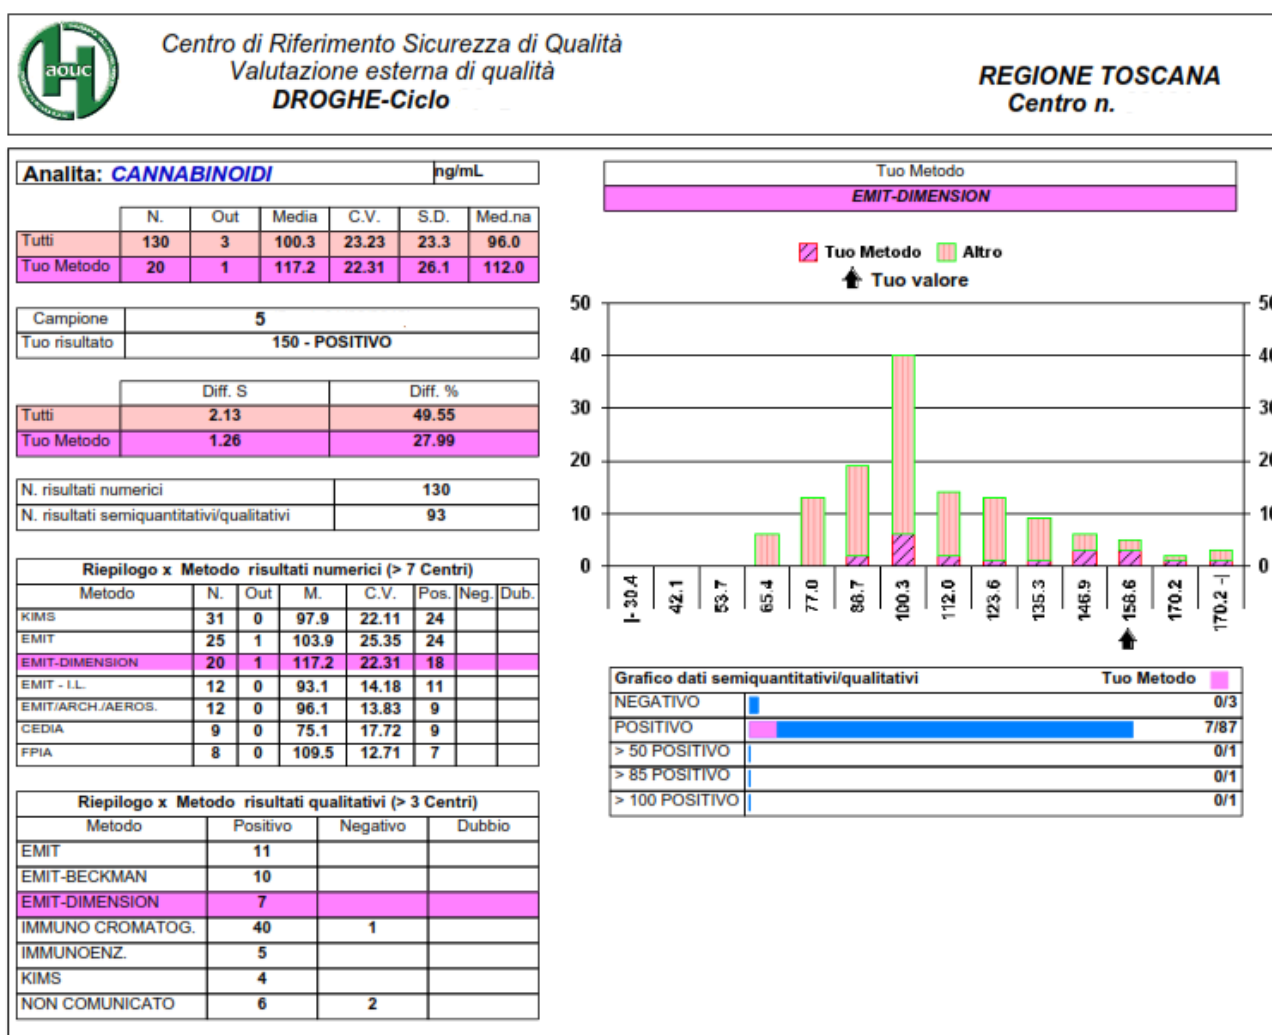 aouc
Centro di Riferimento Sicurezza di Qualità
Valutazione esterna di qualità
DROGHE-Ciclo
REGIONE TOSCANA
Centro n.
Analita: CANNABINOIDI ng/mL
N. Out Media C.V. S.D. Med.na
Tutti 130 3 100.3 23.23 23.3 96.0
Tuo Metodo 20 1 117.2 22.31 26.1 112.0
Campione 5
Tuo risultato 150 - POSITIVO
Diff. S Diff. %
Tutti 2.13 49.55
Tuo Metodo 1.26 27.99
N. risultati numerici 130
N. risultati semiquantitativi/qualitativi 93
Riepilogo x Metodo risultati numerici (> 7 Centri)
Metodo N. Out M. C.V. Pos. Neg. Dub.
KIMS 31 0 97.9 22.11 24
EMIT 25 1 103.9 25.35 24
EMIT-DIMENSION 20 1 117.2 22.31 18
EMIT - I.L. 12 0 93.1 14.18 11
EMIT/ARCH./AEROS. 12 0 96.1 13.83 9
CEDIA 9 0 75.1 17.72 9
FPIA 8 0 109.5 12.71 7
Riepilogo x Metodo risultati qualitativi (> 3 Centri)
Metodo Positivo Negativo Dubbio
EMIT 11
EMIT-BECKMAN 10
EMIT-DIMENSION 7
IMMUNO CROMATOG. 40 1
IMMUNOENZ. 5
KIMS 4
NON COMUNICATO 6 2
Tuo Metodo
EMIT-DIMENSION
Tuo Metodo Altro
Tuo valore
50 50
40 40
30 30
20 20
10 10
0 0
|- 30.4 42.1 53.7 65.4 77.0 88.7 100.3 112.0 123.6 135.3 146.9 158.6 170.2 170.2 -|
Grafico dati semiquantitativi/qualitativi Tuo Metodo
NEGATIVO 0/3
POSITIVO 7/87
> 50 POSITIVO 0/1
> 85 POSITIVO 0/1
> 100 POSITIVO 0/1